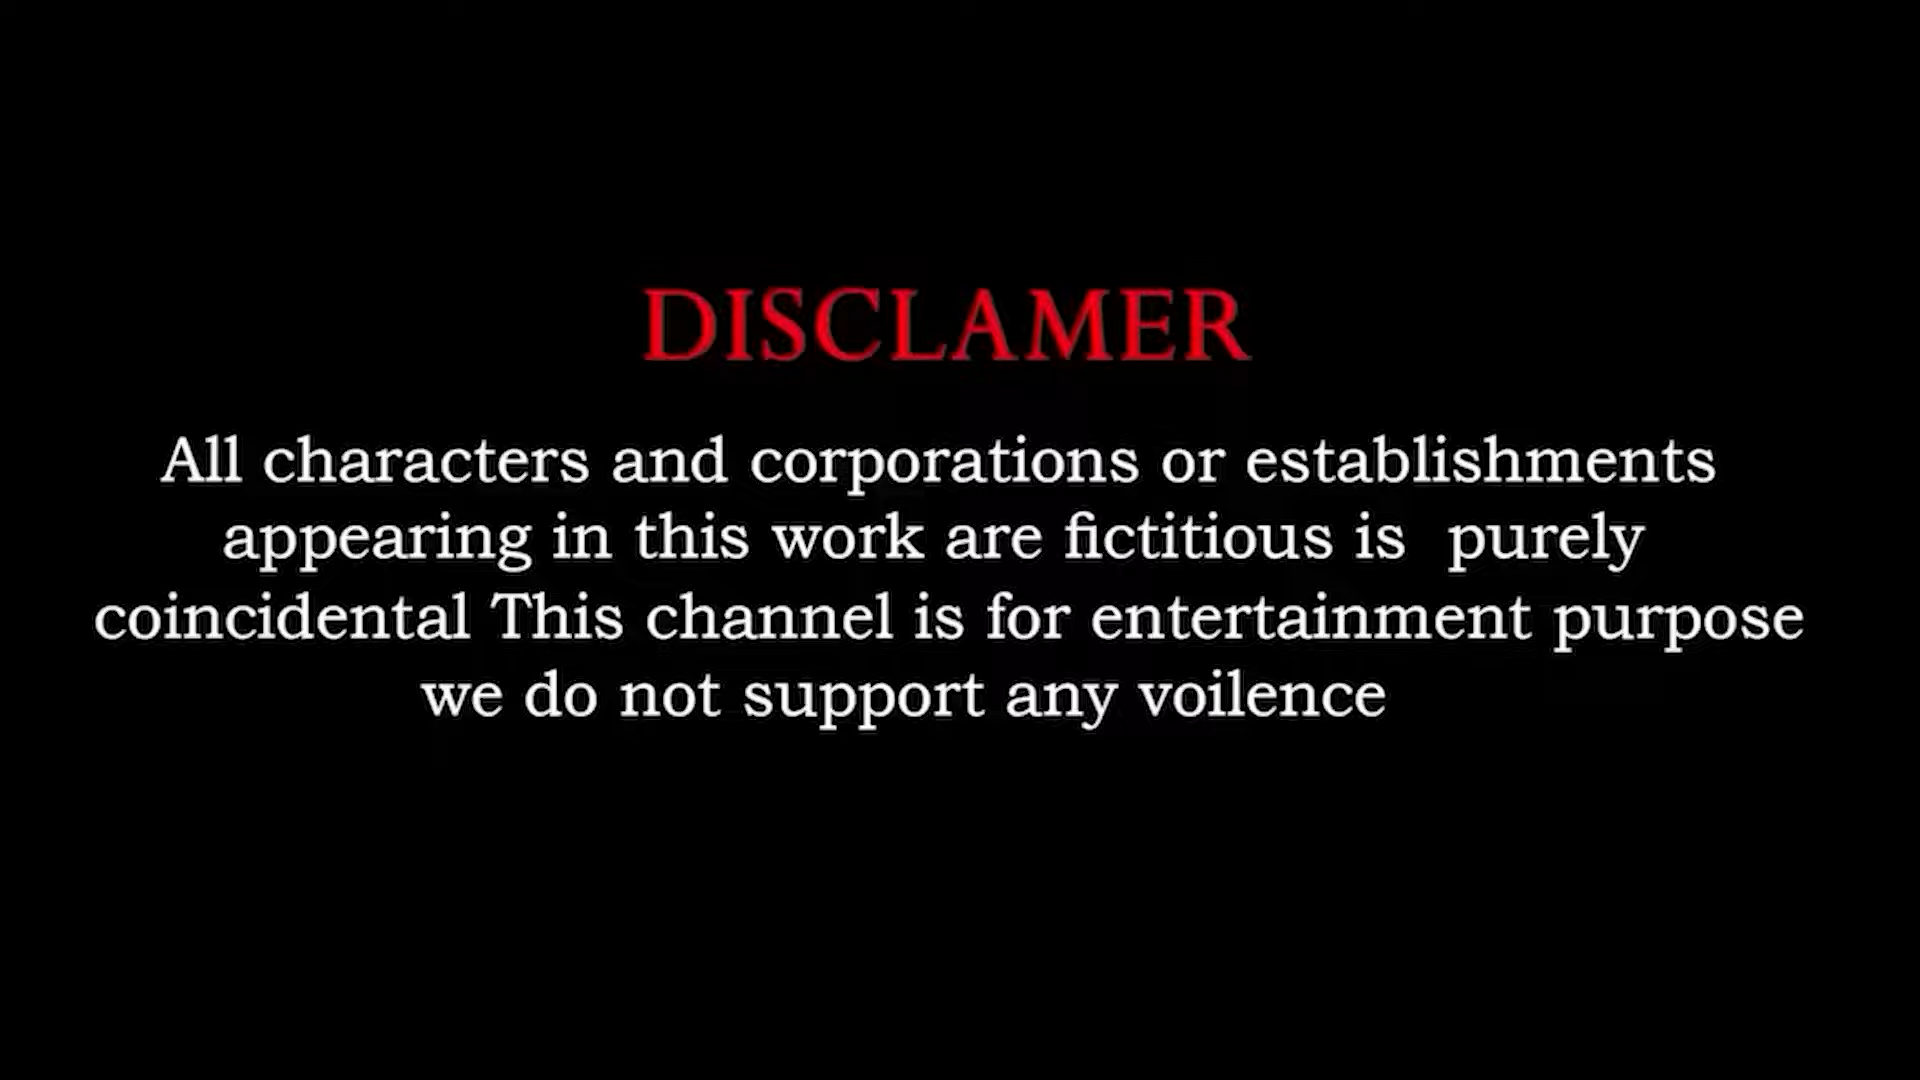 DISCLAMER
All characters and corporations or establishments
appearing in this work are fictitious is  purely
coincidental This channel is for entertainment purpose
we do not support any voilence